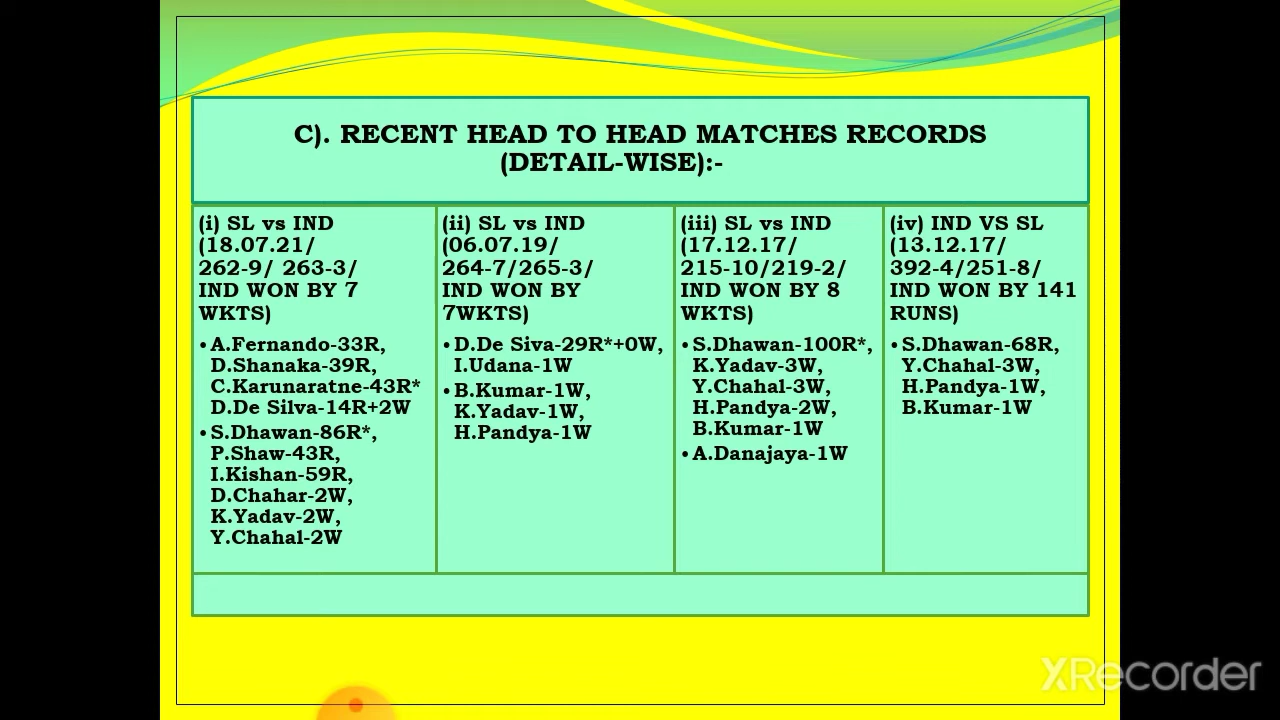 C). RECENT HEAD TO HEAD MATCHES RECORDS
(DETAIL-WISE):-
(i) SL vs IND
(18.07.21/
262-9/ 263-3/
IND WON BY 7
WKTS)
•A.Fernando-33R,
D.Shanaka-39R,
C.Karunaratne-43R*
D.De Silva-14R+2W
•S.Dhawan-86R*,
P.Shaw-43R,
I.Kishan-59R,
D.Chahar-2W,
K.Yadav-2W,
Y.Chahal-2W
(ii) SL vs IND
(06.07.19/
264-7/265-3/
IND WON BY
7WKTS)
•D.De Siva-29R*+0W,
I.Udana-1W
•B.Kumar-1W,
K.Yadav-1W,
H.Pandya-1W
(iii) SL vs IND
(17.12.17/
215-10/219-2/
IND WON BY 8
WKTS)
•S.Dhawan-100R*,
K.Yadav-3W,
Y.Chahal-3W,
H.Pandya-2W,
B.Kumar-1W
•A.Danajaya-1W
(iv) IND VS SL
(13.12.17/
392-4/251-8/
IND WON BY 141
RUNS)
•S.Dhawan-68R,
Y.Chahal-3W,
H.Pandya-1W,
B.Kumar-1W
XRecorder